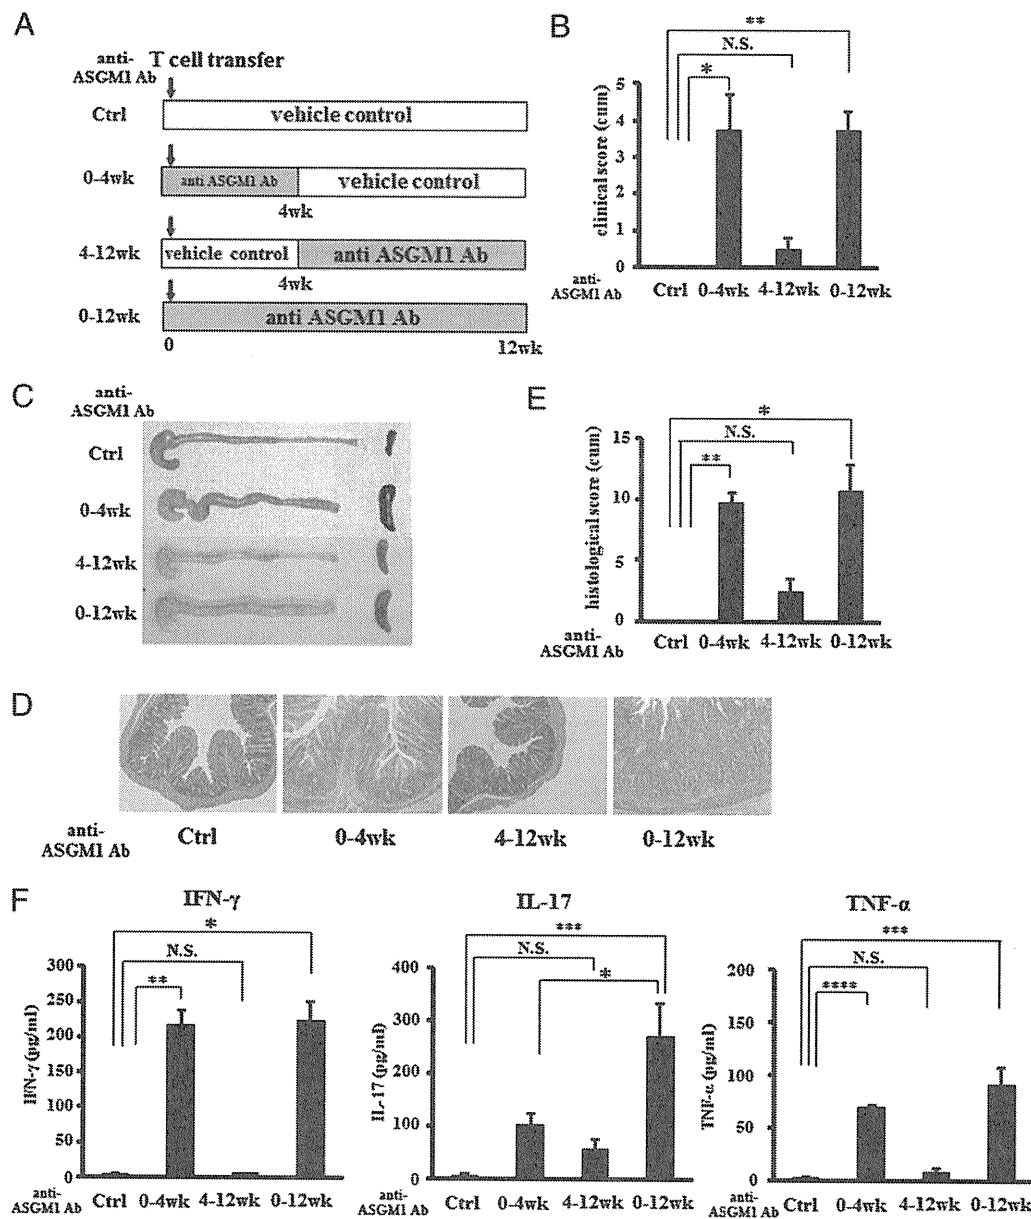 A
anti-
ASGM1 Ab
T cell transfer
Ctrl
vehicle control
0-4wk
anti ASGM1 Ab
vehicle control
4wk
4-12wk
vehicle control
anti ASGM1 Ab
4wk
0-12wk
anti ASGM1 Ab
0
12wk
B
**
N.S.
*
clinical score (cum)
5
4
3
2
1
0
anti-
ASGM1 Ab
Ctrl 0-4wk 4-12wk 0-12wk
C
anti-
ASGM1 Ab
Ctrl
0-4wk
4-12wk
0-12wk
E
*
N.S.
**
histological score (cum)
15
10
5
0
anti-
ASGM1 Ab
Ctrl 0-4wk 4-12wk 0-12wk
D
anti-
ASGM1 Ab
Ctrl 0-4wk 4-12wk 0-12wk
F
IFN-γ
*
N.S.
**
IFN-γ (pg/ml)
300
250
200
150
100
50
0
anti-
ASGM1 Ab
Ctrl 0-4wk 4-12wk 0-12wk
IL-17
***
N.S.
*
IL-17 (pg/ml)
400
300
200
100
0
anti-
ASGM1 Ab
Ctrl 0-4wk 4-12wk 0-12wk
TNF-α
***
N.S.
****
TNF-α (pg/ml)
200
150
100
50
0
anti-
ASGM1 Ab
Ctrl 0-4wk 4-12wk 0-12wk